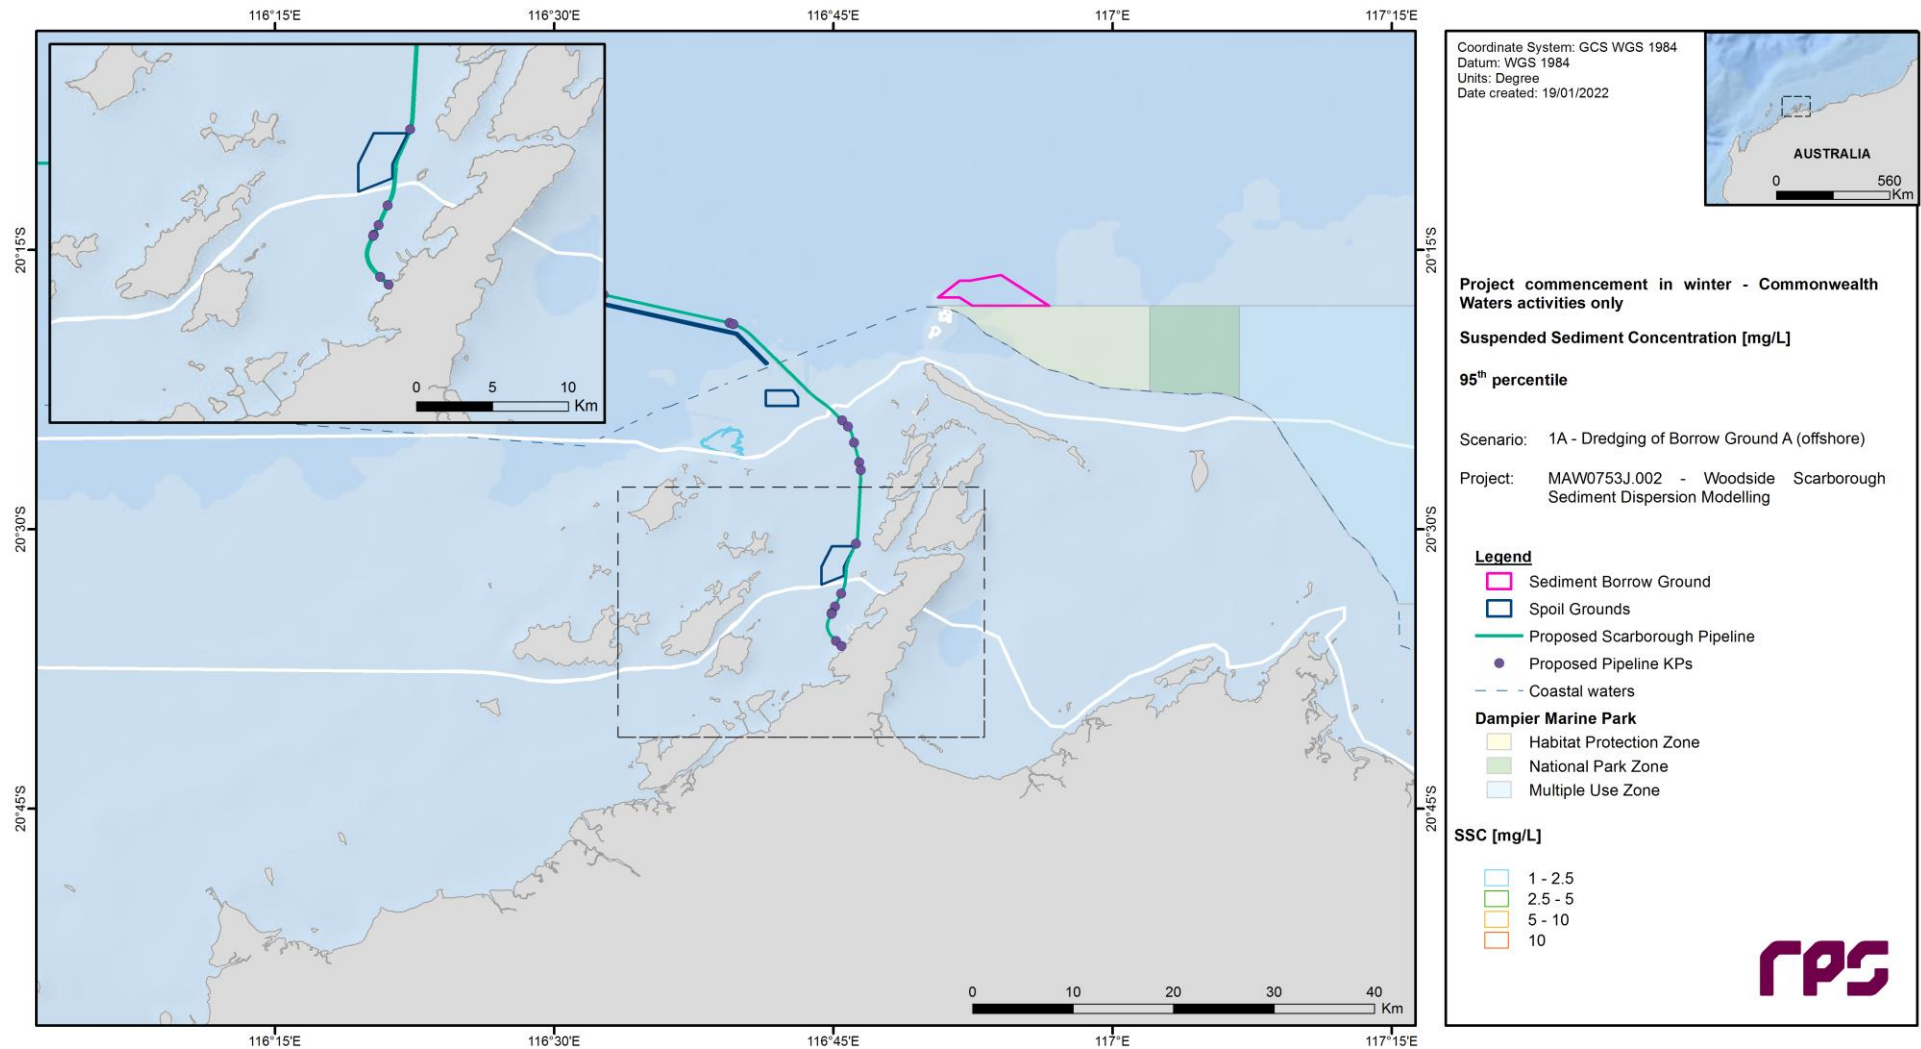 116°15'E
116°30'E
116°45'E
117°E
117°15'E
20°15'S
20°30'S
20°45'S
0 5 10
Km
0 10 20 30 40
Km
20°15'S
20°30'S
20°45'S
116°15'E
116°30'E
116°45'E
117°E
117°15'E
Coordinate System: GCS WGS 1984
Datum: WGS 1984
Units: Degree
Date created: 19/01/2022
AUSTRALIA
0 560
Km
Project commencement in winter - Commonwealth
Waters activities only
Suspended Sediment Concentration [mg/L]
95th percentile
Scenario: 1A - Dredging of Borrow Ground A (offshore)
Project: MAW0753J.002 - Woodside Scarborough
Sediment Dispersion Modelling
Legend
Sediment Borrow Ground
Spoil Grounds
Proposed Scarborough Pipeline
Proposed Pipeline KPs
Coastal waters
Dampier Marine Park
Habitat Protection Zone
National Park Zone
Multiple Use Zone
SSC [mg/L]
1 - 2.5
2.5 - 5
5 - 10
10
rps